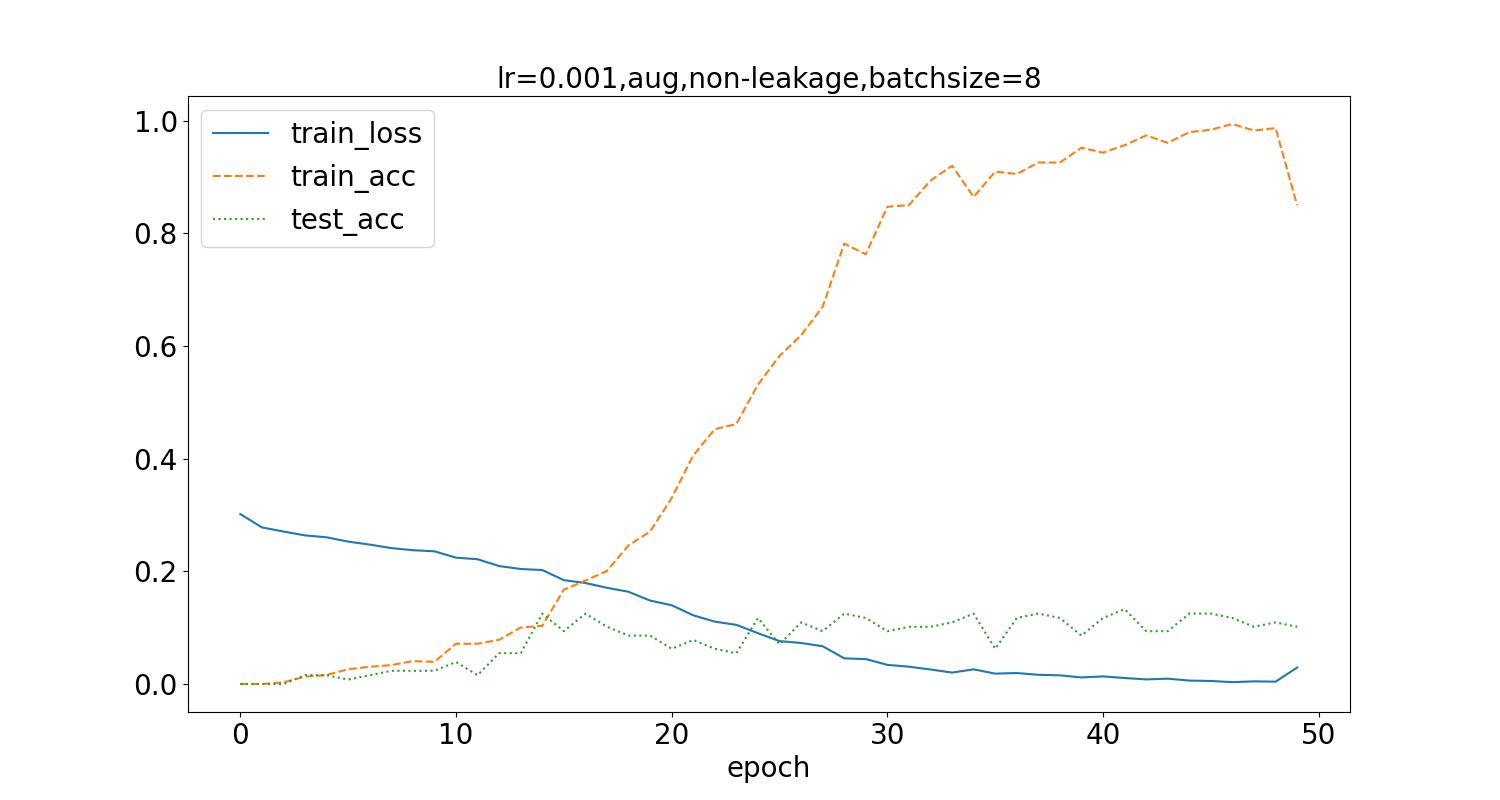 lr=0.001,aug,non-leakage,batchsize=8
1.0
0.8
0.6
0.4
0.2
0.0
train_loss
train_acc
test_acc
0 10 20 30 40 50
epoch